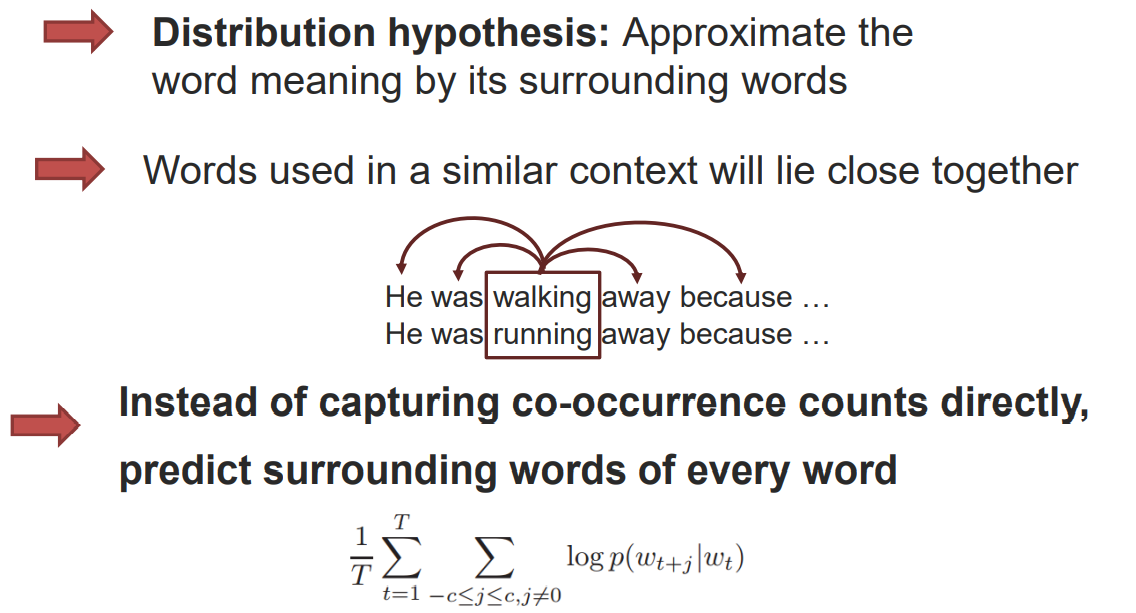 Distribution hypothesis: Approximate the
word meaning by its surrounding words
Words used in a similar context will lie close together
He was walking away because …
He was running away because …
Instead of capturing co-occurrence counts directly,
predict surrounding words of every word
\frac{1}{T} \sum_{t=1}^{T} \sum_{-c \leq j \leq c, j \neq 0} \log p(w_{t+j}|w_t)